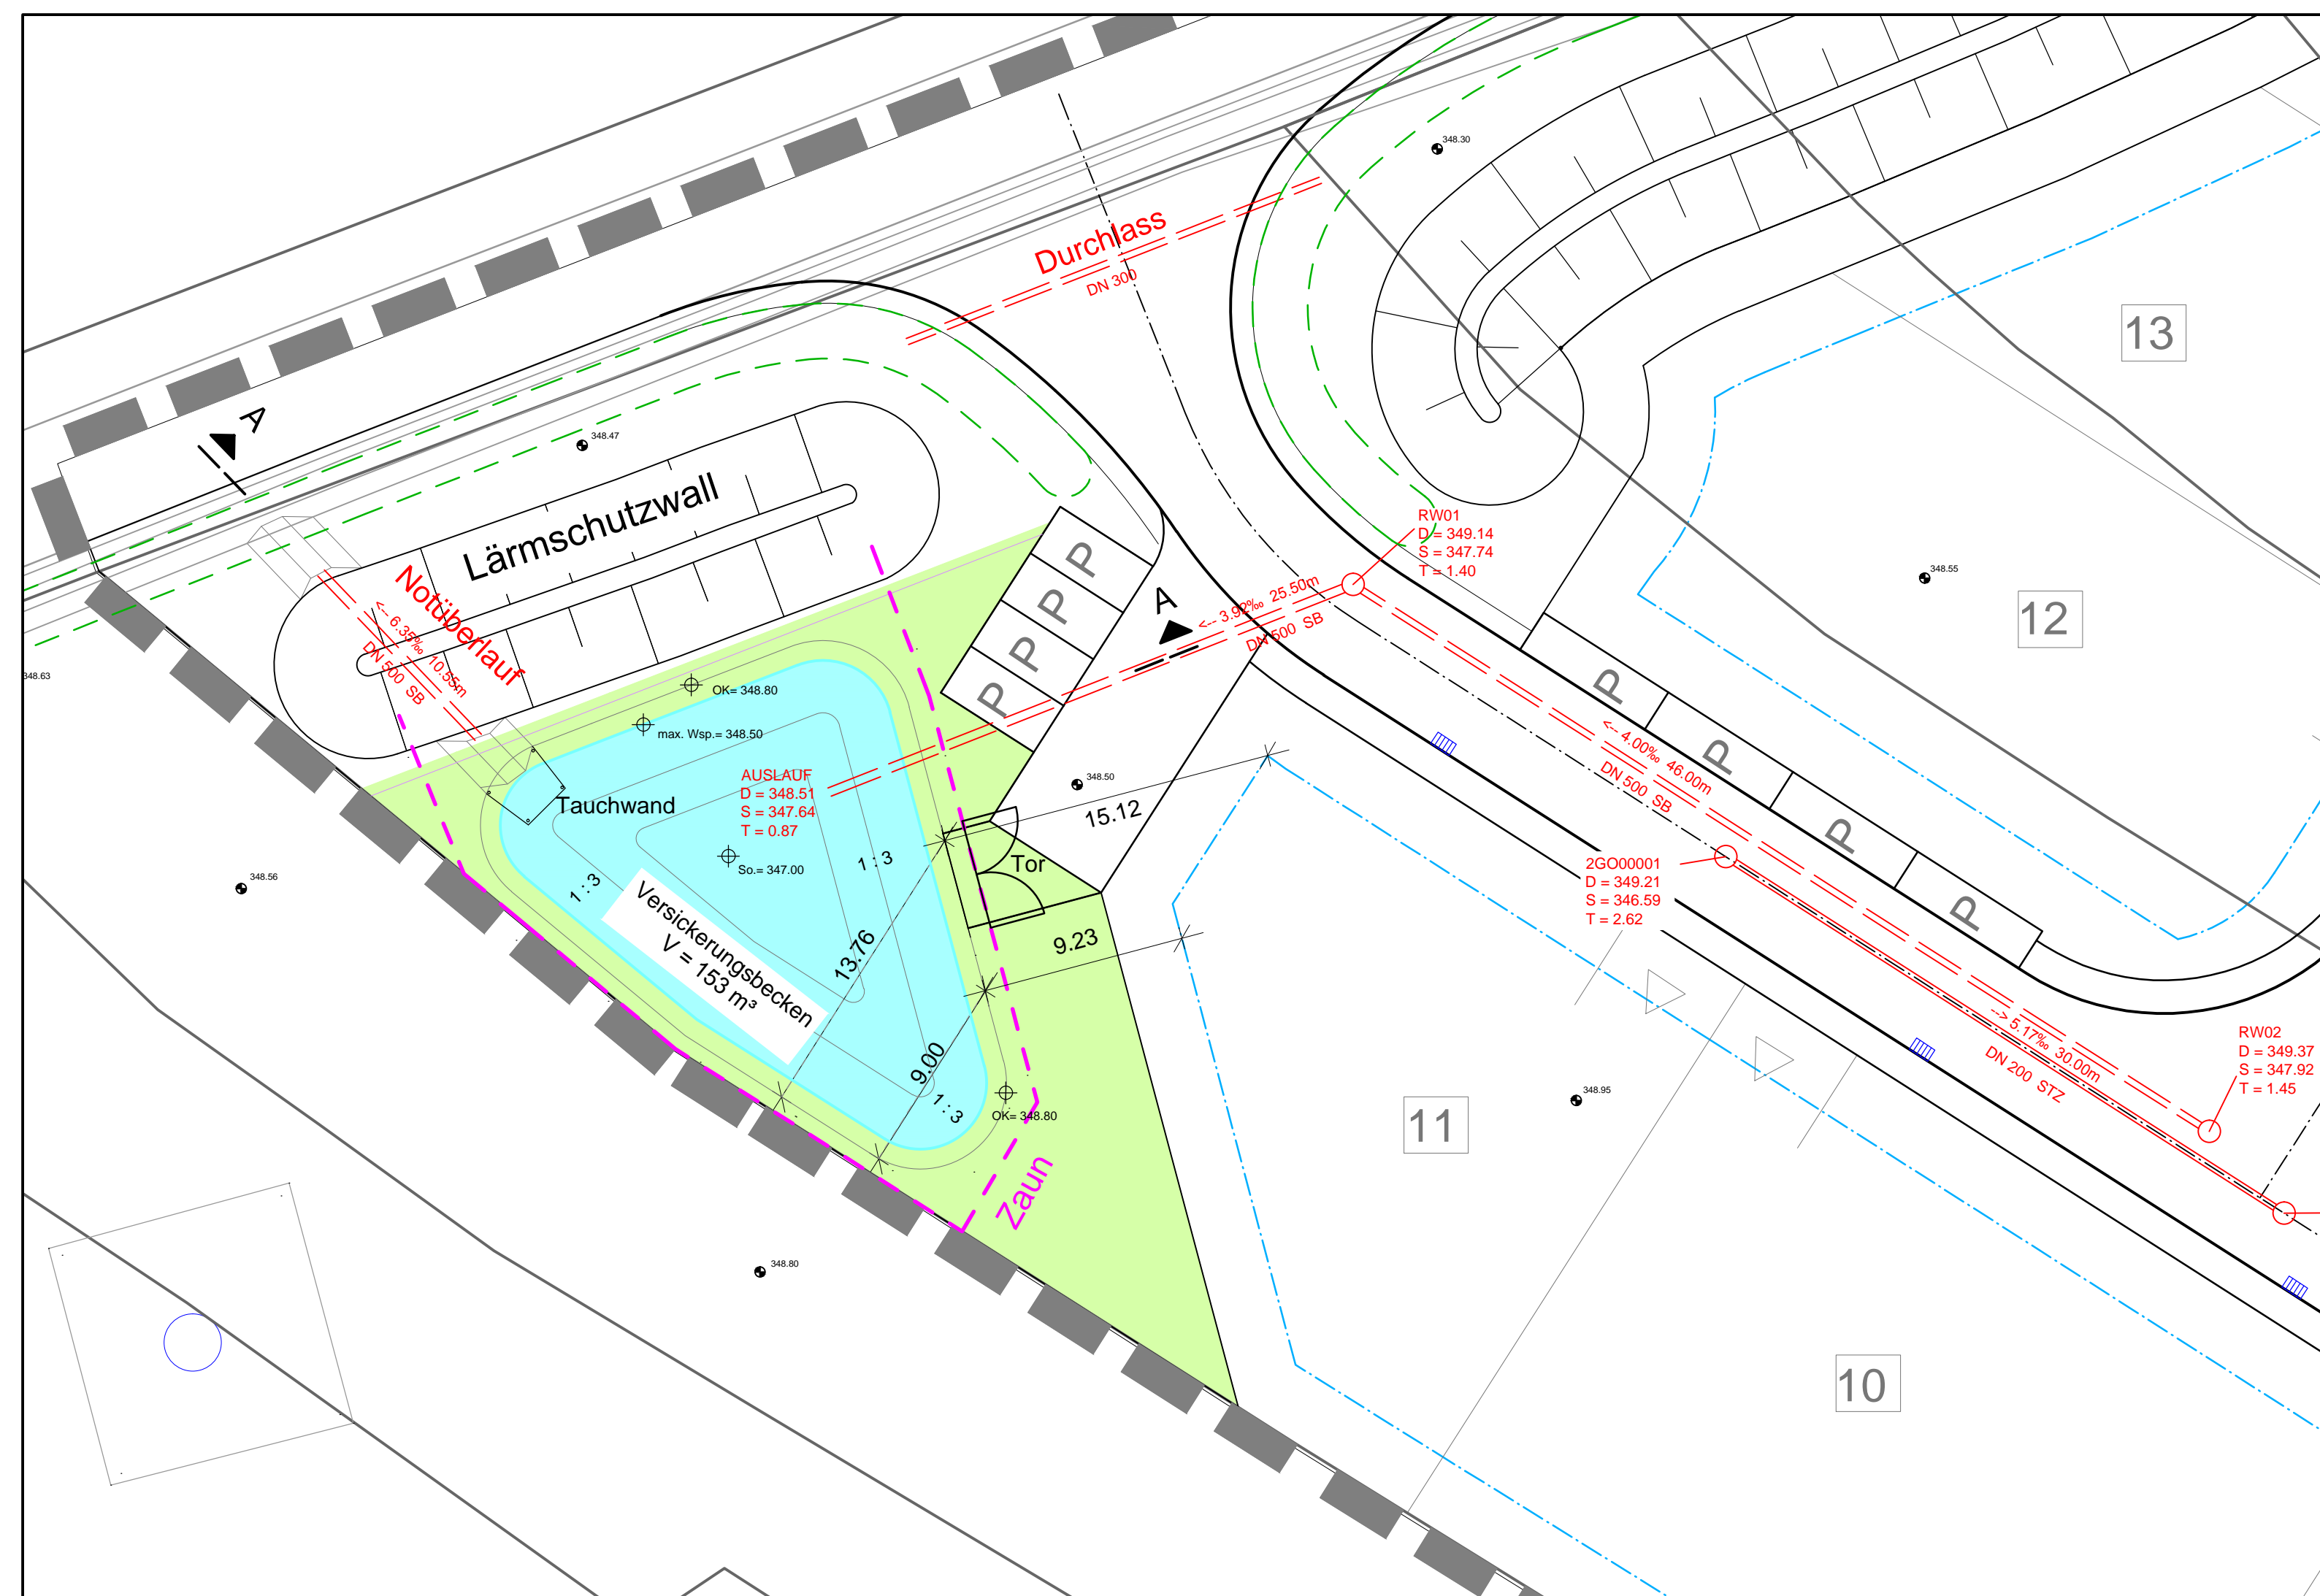 348.30
Durchlass
DN 300
13
A
348.47
Lärmschutzwall
Notüberlauf
<-- 6.35‰ 10.55m
DN 500 SB
RW01
D = 349.14
S = 347.74
T = 1.40
348.55
12
P
P
P
P
A
<-- 3.92‰ 25.50m
DN 500 SB
348.63
OK= 348.80
max. Wsp.= 348.50
AUSLAUF
D = 348.51
S = 347.64
T = 0.87
Tauchwand
So.= 347.00
348.50
15.12
Tor
9.23
1 : 3
1 : 3
1 : 3
Versickerungsbecken
V = 153 m³
13.76
9.00
OK= 348.80
Zaun
348.56
348.80
P
P
P
P
<-- 4.00‰ 46.00m
DN 500 SB
2GO00001
D = 349.21
S = 346.59
T = 2.62
--> 5.17‰ 30.00m
DN 200 STZ
RW02
D = 349.37
S = 347.92
T = 1.45
348.95
11
10